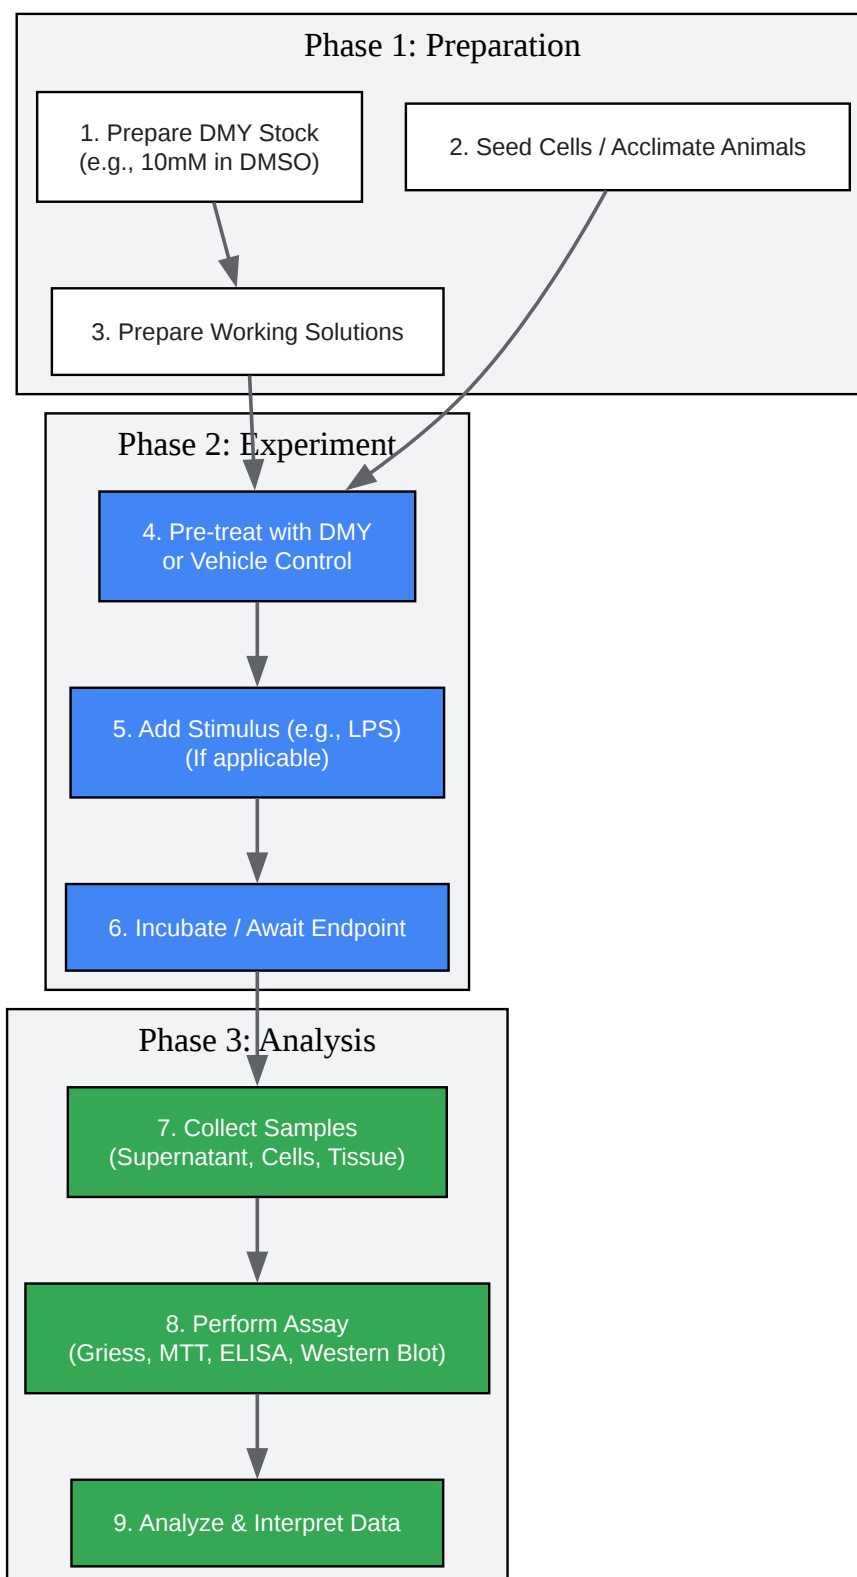 Phase 1: Preparation
1. Prepare DMY Stock
(e.g., 10mM in DMSO)
2. Seed Cells / Acclimate Animals
3. Prepare Working Solutions
Phase 2: Experiment
4. Pre-treat with DMY
or Vehicle Control
5. Add Stimulus (e.g., LPS)
(If applicable)
6. Incubate / Await Endpoint
Phase 3: Analysis
7. Collect Samples
(Supernatant, Cells, Tissue)
8. Perform Assay
(Griess, MTT, ELISA, Western Blot)
9. Analyze & Interpret Data